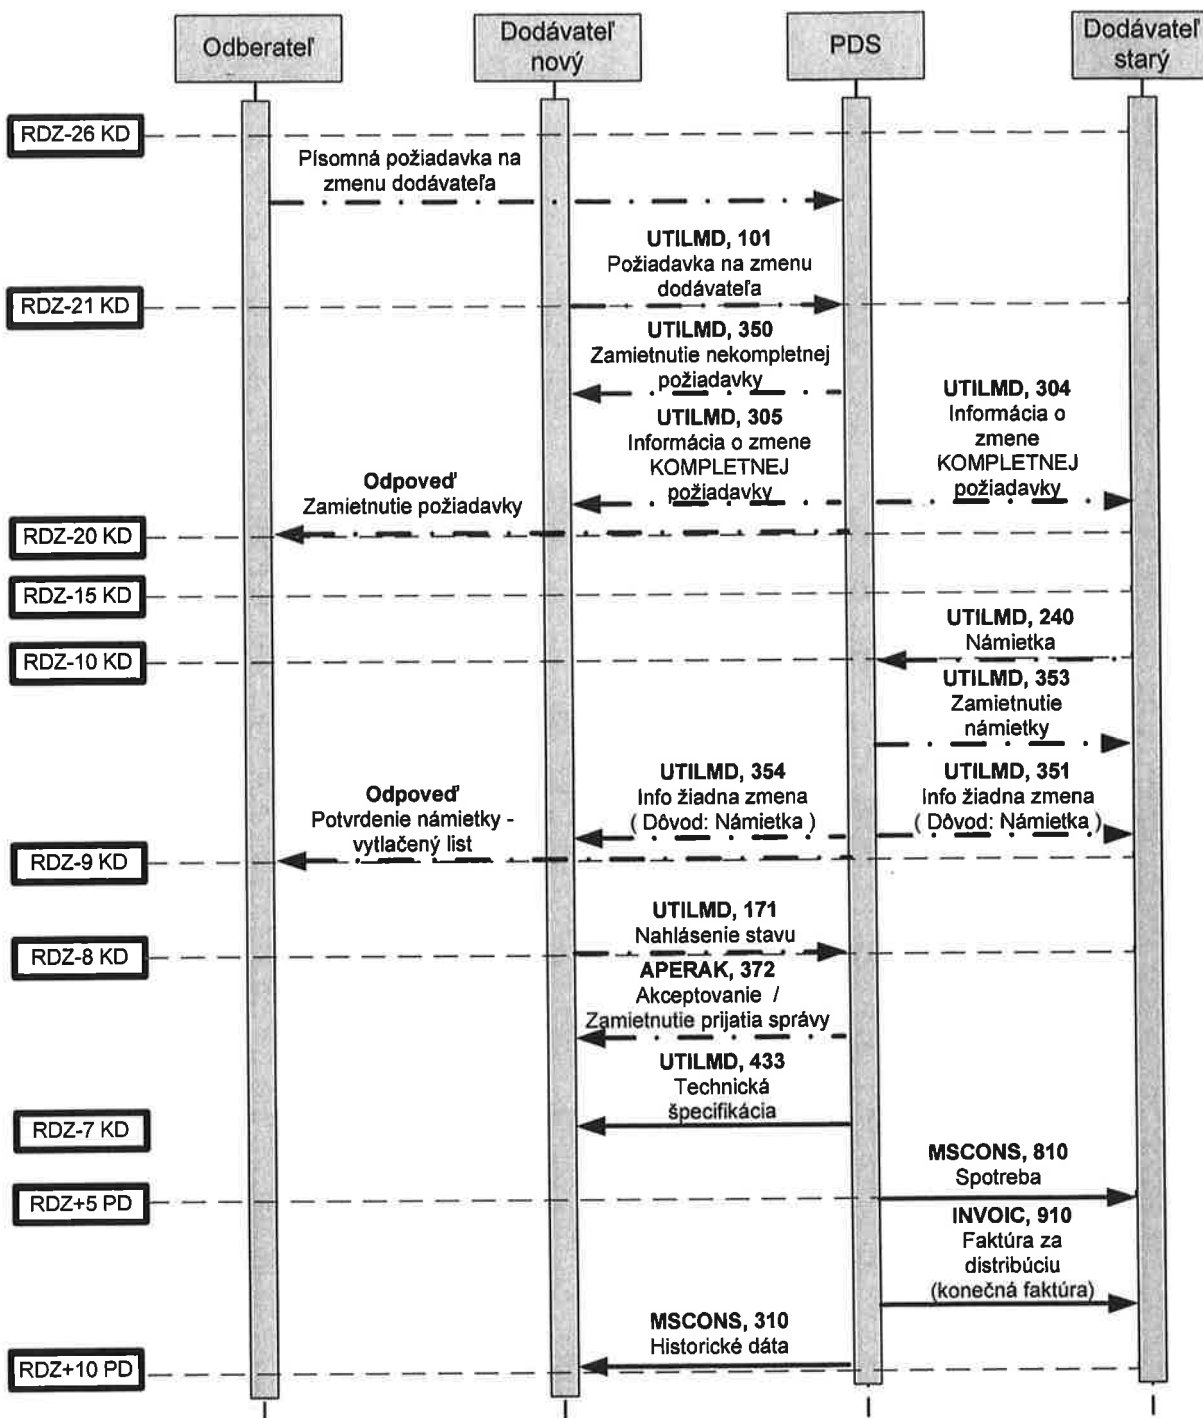 Odberateľ
Dodávateľ
nový
PDS
Dodávateľ
starý
RDZ-26 KD
Písomná požiadavka na
zmenu dodávateľa
UTILMD, 101
Požiadavka na zmenu
dodávateľa
RDZ-21 KD
UTILMD, 350
Zamietnutie nekompletnej
požiadavky
UTILMD, 304
Informácia o
zmene
KOMPLETNEJ
požiadavky
UTILMD, 305
Informácia o zmene
KOMPLETNEJ
požiadavky
Odpoveď
Zamietnutie požiadavky
RDZ-20 KD
RDZ-15 KD
UTILMD, 240
Námietka
RDZ-10 KD
UTILMD, 353
Zamietnutie
námietky
UTILMD, 354
Info žiadna zmena
( Dôvod: Námietka )
UTILMD, 351
Info žiadna zmena
( Dôvod: Námietka )
Odpoveď
Potvrdenie námietky -
vytlačený list
RDZ-9 KD
UTILMD, 171
Nahlásenie stavu
RDZ-8 KD
APERAK, 372
Akceptovanie /
Zamietnutie prijatia správy
UTILMD, 433
Technická
špecifikácia
RDZ-7 KD
MSCONS, 810
Spotreba
RDZ+5 PD
INVOIC, 910
Faktúra za
distribúciu
(konečná faktúra)
MSCONS, 310
Historické dáta
RDZ+10 PD